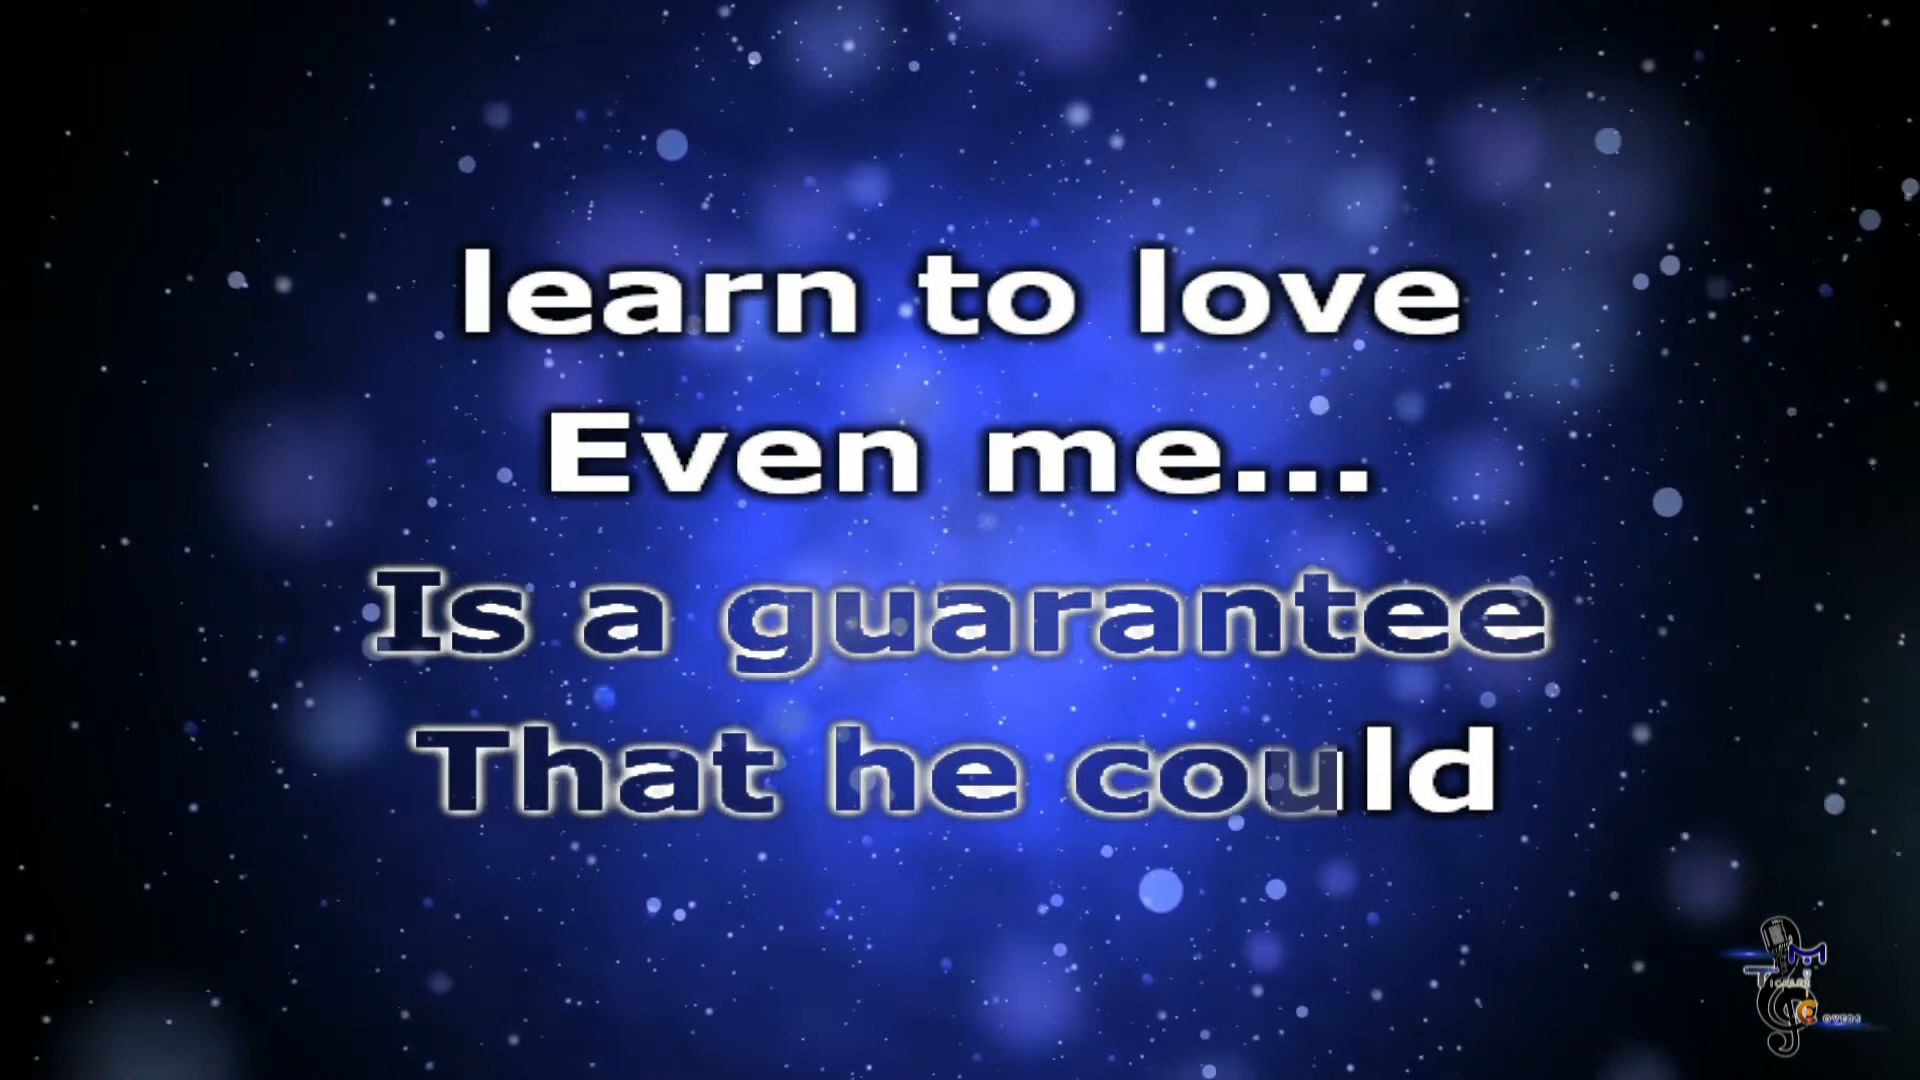 learn to love
Even me...
Is a guarantee
That he could